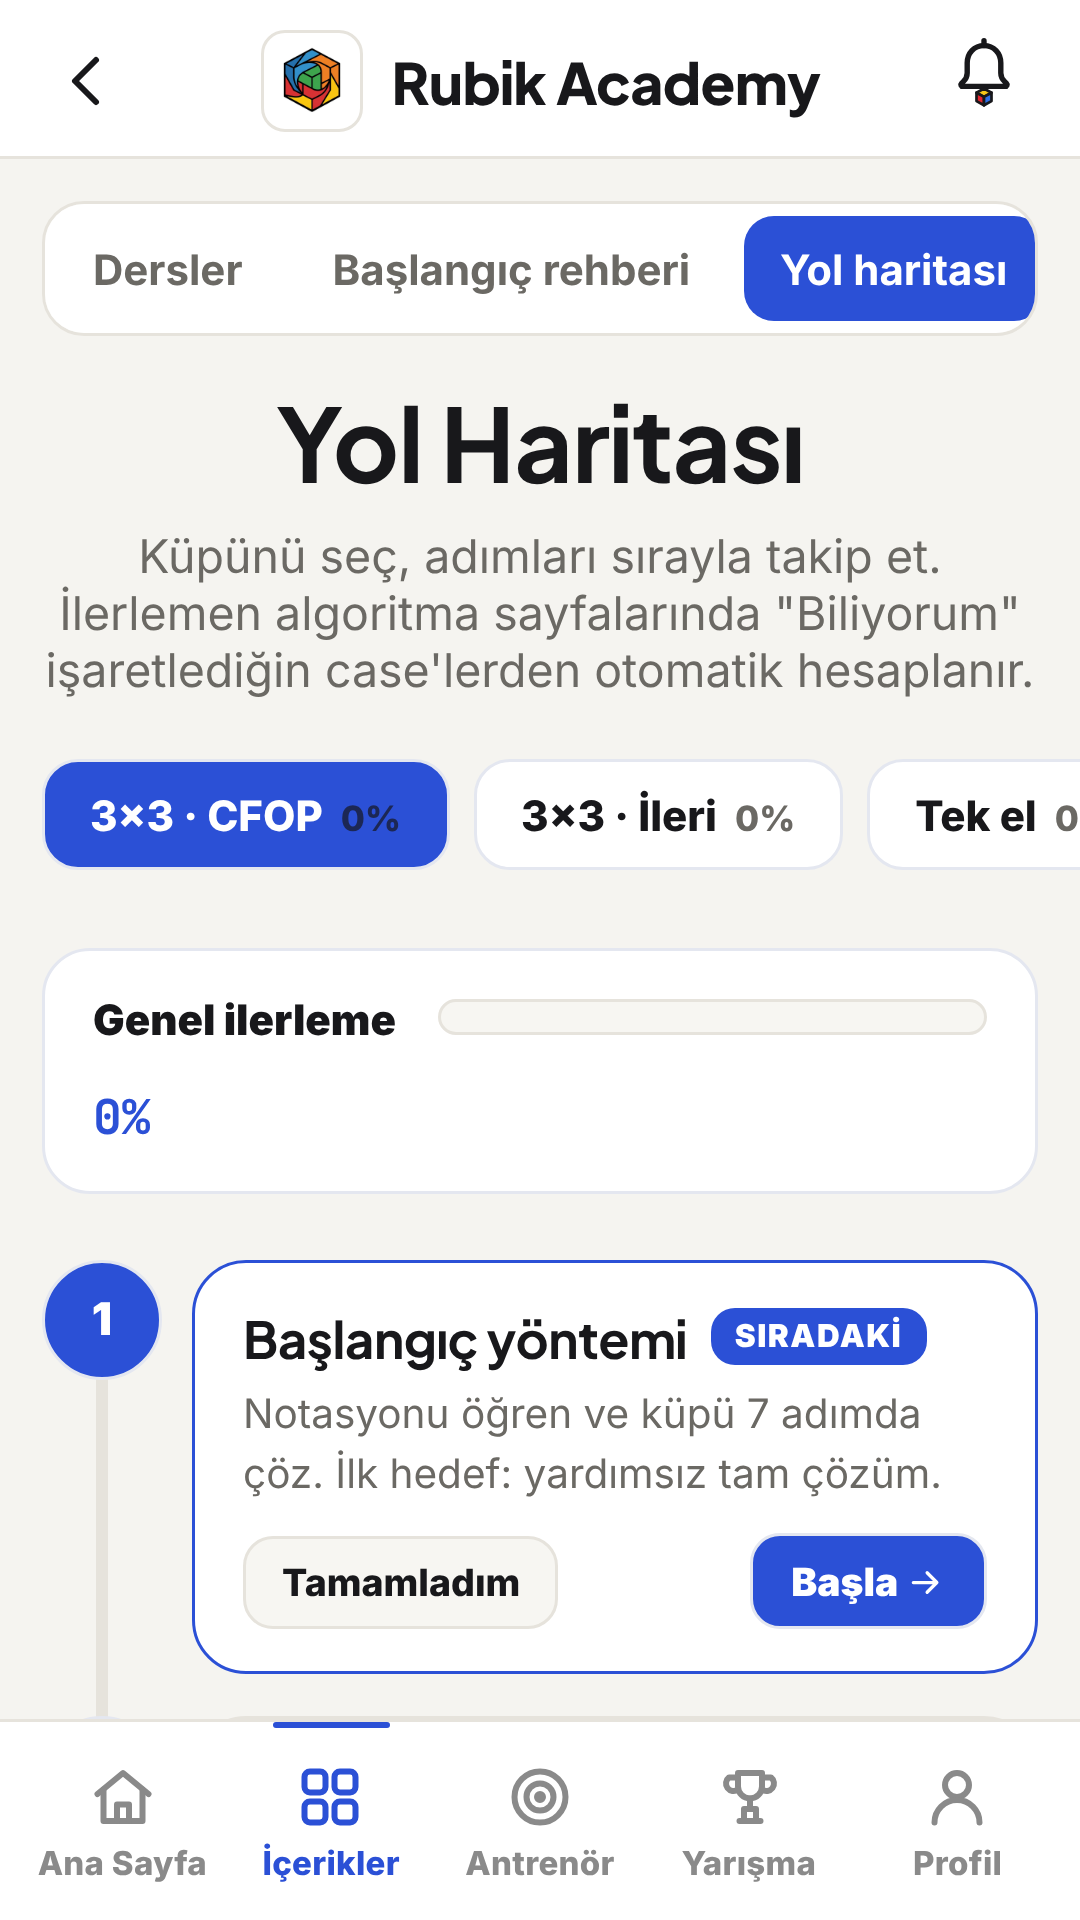 Rubik Academy
Dersler Başlangıç rehberi Yol haritası
Yol Haritası
Küpünü seç, adımları sırayla takip et.
İlerlemen algoritma sayfalarında "Biliyorum"
işaretlediğin case'lerden otomatik hesaplanır.
3×3 · CFOP 0% 3×3 · İleri 0% Tek el 0
Genel ilerleme
0%
1
Başlangıç yöntemi SIRADAKİ
Notasyonu öğren ve küpü 7 adımda
çöz. İlk hedef: yardımsız tam çözüm.
Tamamladım Başla →
Ana Sayfa İçerikler Antrenör Yarışma Profil